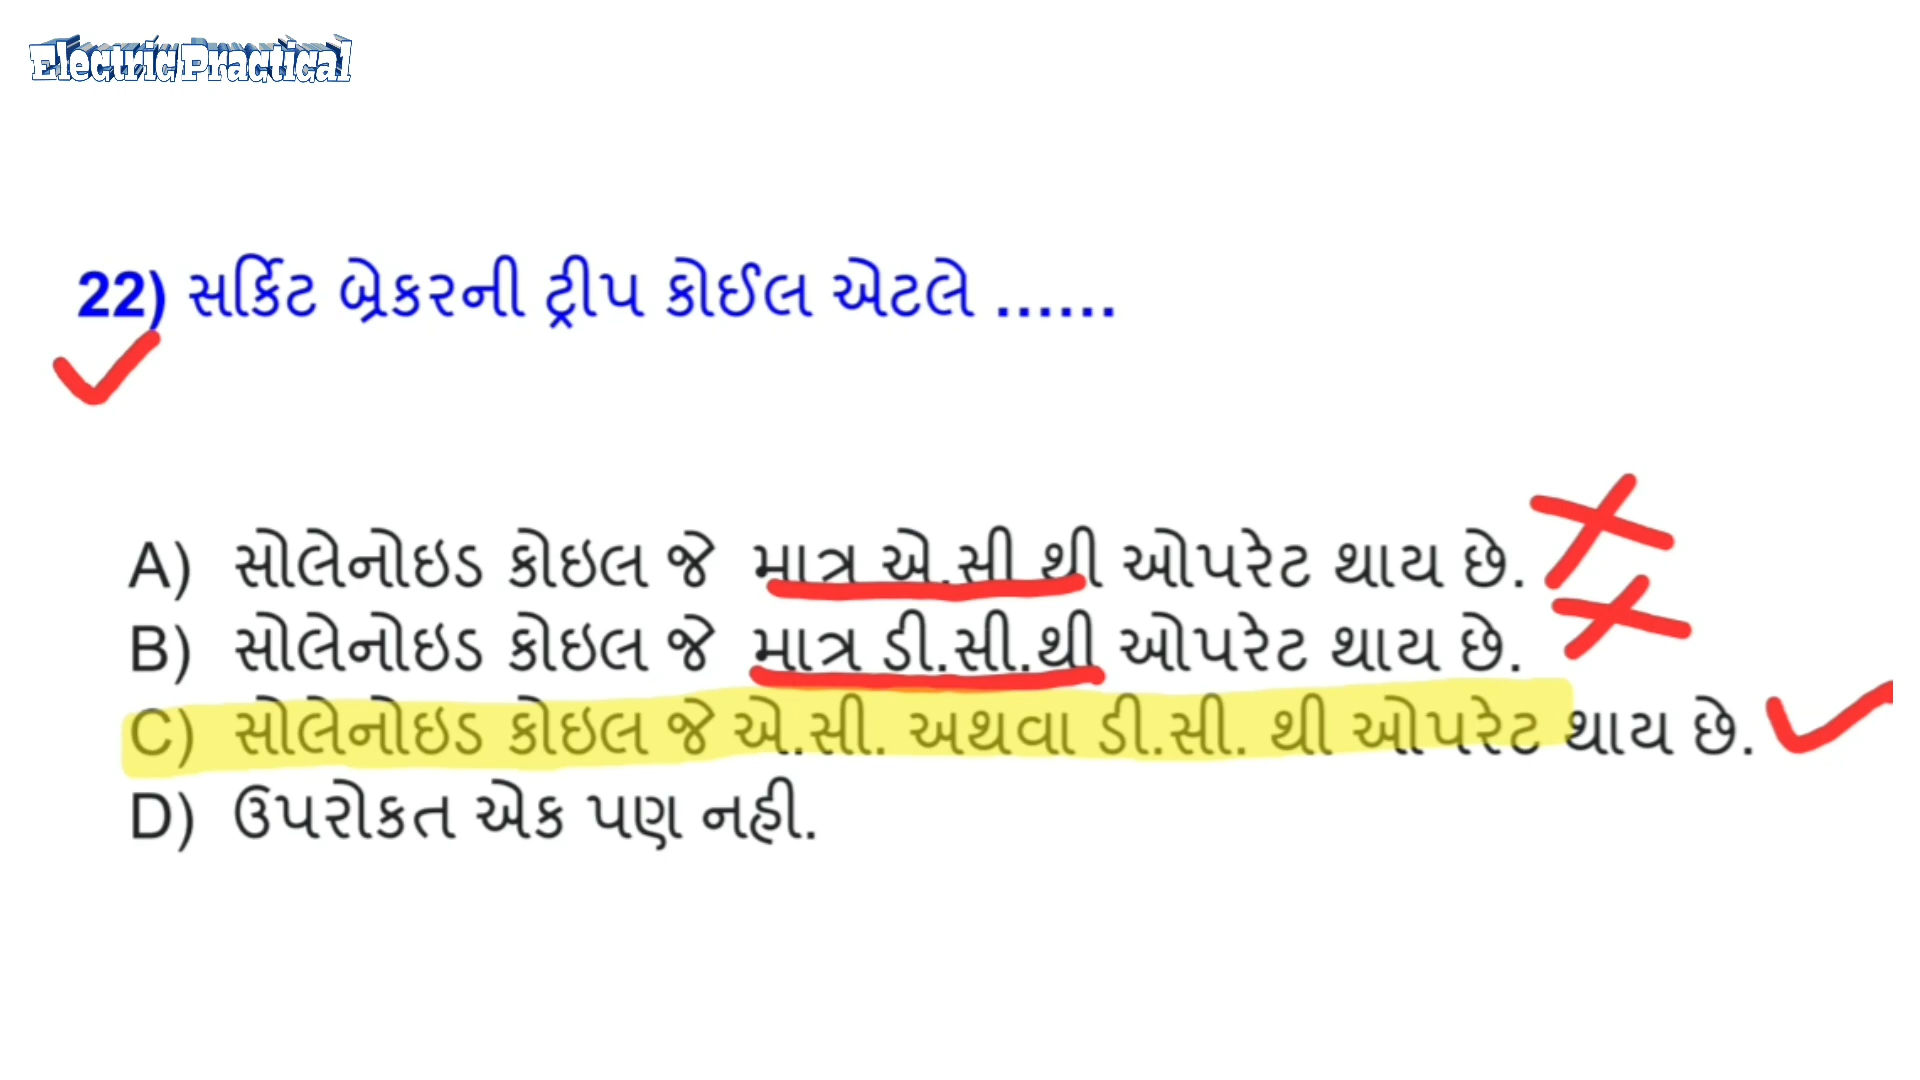 Electric Practical
22) સર્કિટ બ્રેકરની ટ્રીપ કોઈલ એટલે ......
A) સોલેનોઇડ કોઇલ જે માત્ર એ.સી થી ઓપરેટ થાય છે.
B) સોલેનોઇડ કોઇલ જે માત્ર ડી.સી.થી ઓપરેટ થાય છે.
C) સોલેનોઇડ કોઇલ જે એ.સી. અથવા ડી.સી. થી ઓપરેટ થાય છે.
D) ઉપરોકત એક પણ નહી.